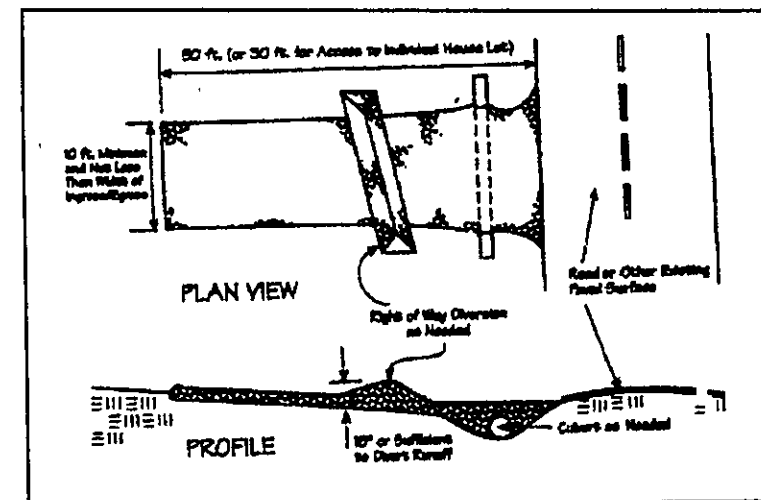 50 ft. (or 30 ft. for Access to Individual House Lot)
10 ft. Minimum
and Not Less
Than Width of
Ingress/Egress
PLAN VIEW
Right of Way Diversion
as Needed
Road or Other Existing
Paved Surface
PROFILE
10" or Sufficient
to Divert Runoff
Culvert as Needed